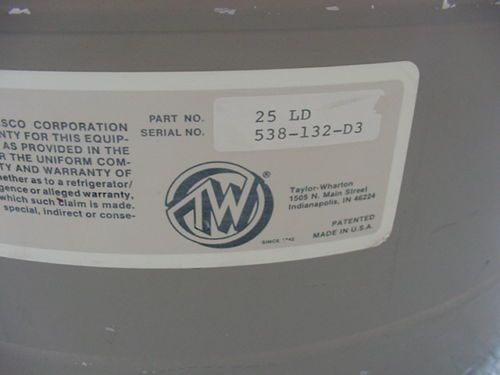 SCO CORPORATION
NTY FOR THIS EQUIP-
AS PROVIDED IN THE
R THE UNIFORM COM-
TY AND WARRANTY OF
hether as to a refrigerator/
gence or alleged warranty,
which such claim is made.
special, indirect or conse-
PART NO. 25 LD
SERIAL NO. 538-132-D3
TW®
SINCE
Taylor-Wharton
1505 N. Main Street
Indianapolis, IN 46224
PATENTED
MADE IN U.S.A.